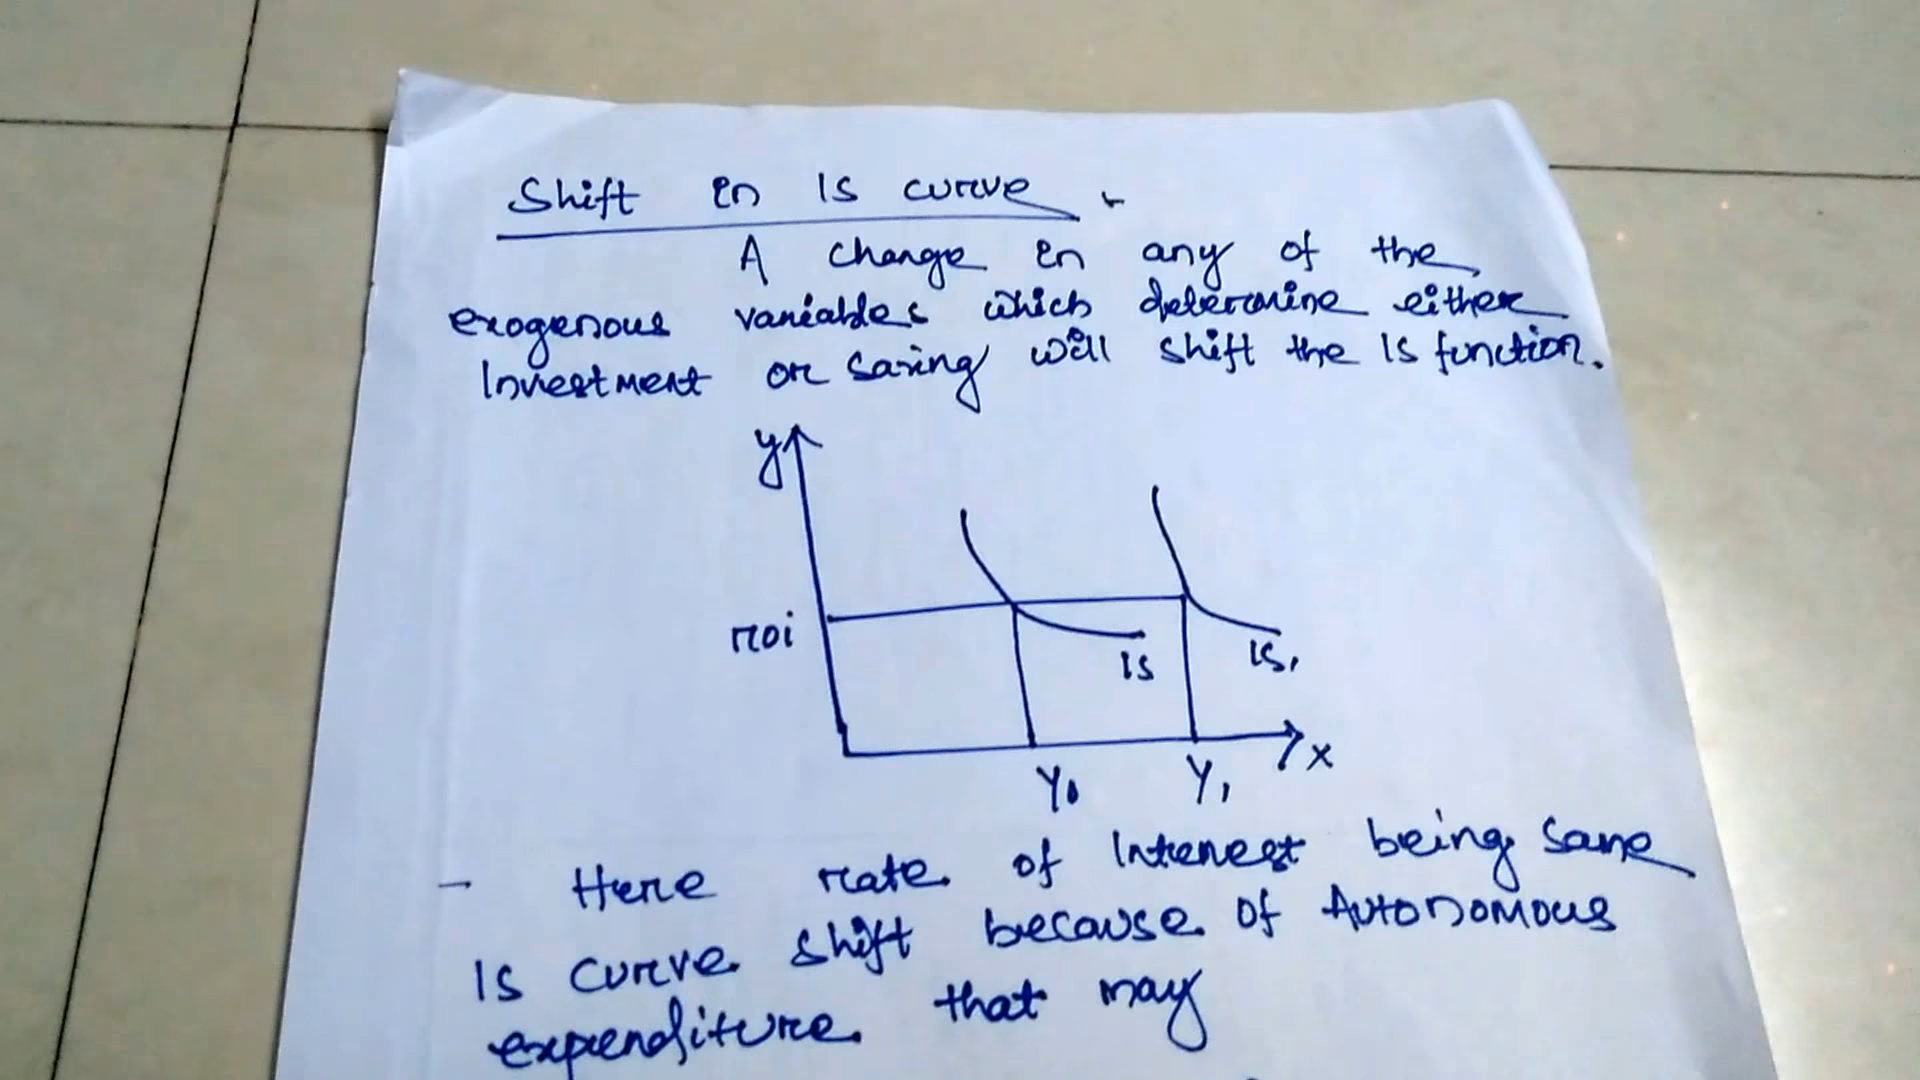 Shift in IS curve
A change in any of the
exogenous variables which determine either
Investment or saving will shift the IS function.
y
roi
IS
IS₁
Y₀
Y₁
x
- Here rate of Interest being same
IS curve shift because of Autonomous
expenditure that may